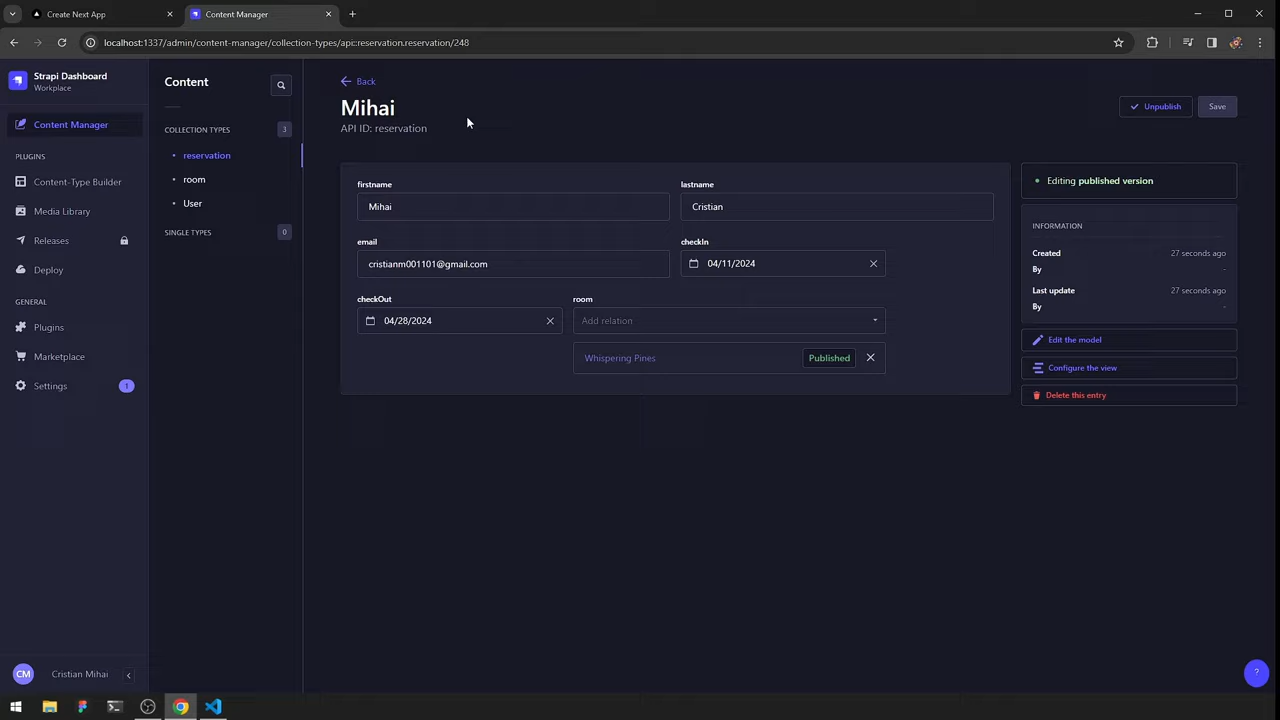 Create Next App
Content Manager
localhost:1337/admin/content-manager/collection-types/api::reservation.reservation/248
Strapi Dashboard
Workplace
Content Manager
PLUGINS
Content-Type Builder
Media Library
Releases
Deploy
GENERAL
Plugins
Marketplace
Settings
1
CM
Cristian Mihai
Content
COLLECTION TYPES
3
reservation
room
User
SINGLE TYPES
0
Back
Mihai
API ID: reservation
Unpublish
Save
firstname
Mihai
lastname
Cristian
email
cristianm001101@gmail.com
checkIn
04/11/2024
checkOut
04/28/2024
room
Add relation
Whispering Pines
Published
Editing published version
INFORMATION
Created
27 seconds ago
By
-
Last update
27 seconds ago
By
-
Edit the model
Configure the view
Delete this entry
?